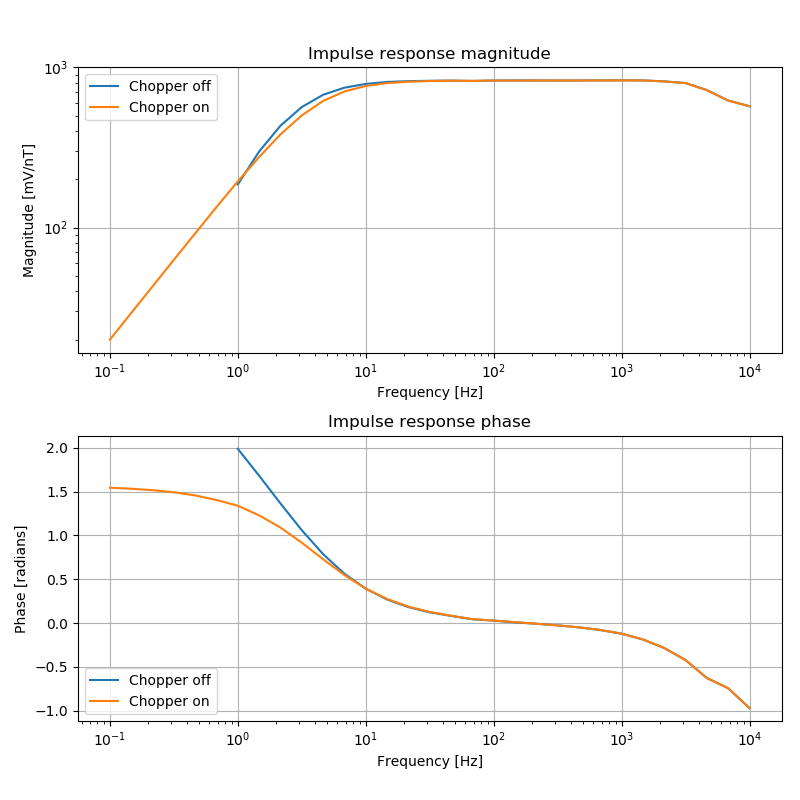 Impulse response magnitude
10³
10²
Magnitude [mV/nT]
Chopper off
Chopper on
10⁻¹ 10⁰ 10¹ 10² 10³ 10⁴
Frequency [Hz]
Impulse response phase
2.0
1.5
1.0
0.5
0.0
−0.5
−1.0
Phase [radians]
Chopper off
Chopper on
10⁻¹ 10⁰ 10¹ 10² 10³ 10⁴
Frequency [Hz]